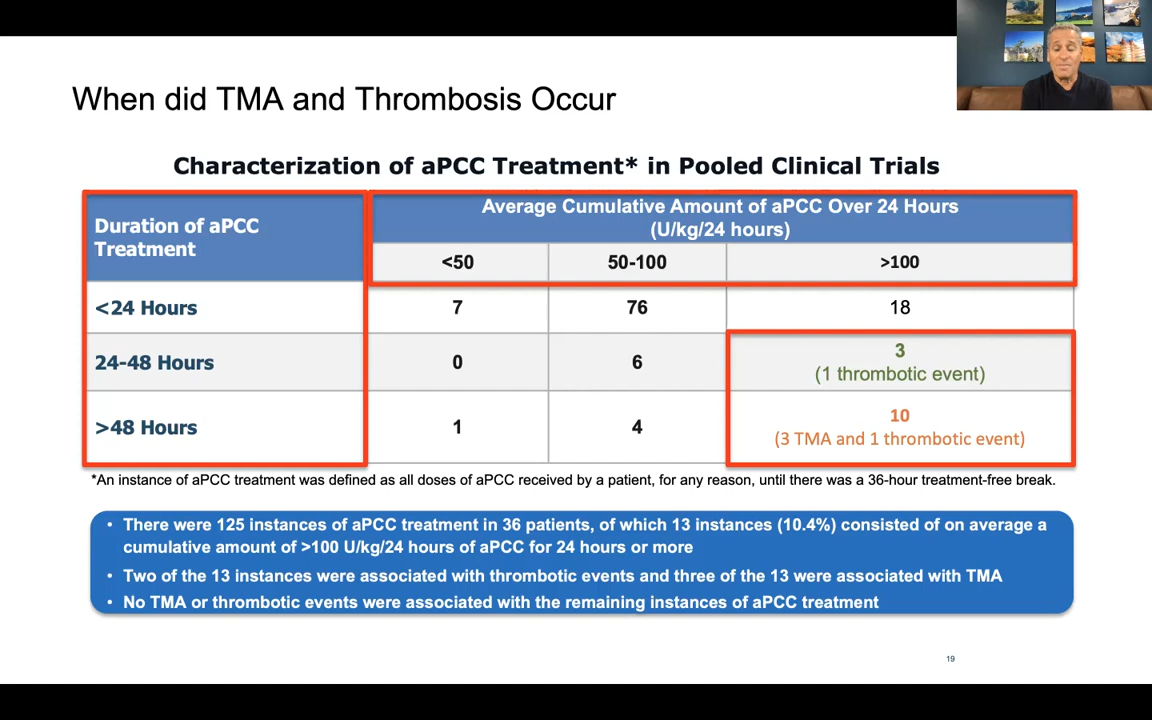 When did TMA and Thrombosis Occur
Characterization of aPCC Treatment* in Pooled Clinical Trials
Duration of aPCC
Treatment
Average Cumulative Amount of aPCC Over 24 Hours
(U/kg/24 hours)
<50 50-100 >100
<24 Hours 7 76 18
24-48 Hours 0 6 3
(1 thrombotic event)
>48 Hours 1 4 10
(3 TMA and 1 thrombotic event)
*An instance of aPCC treatment was defined as all doses of aPCC received by a patient, for any reason, until there was a 36-hour treatment-free break.
• There were 125 instances of aPCC treatment in 36 patients, of which 13 instances (10.4%) consisted of on average a
cumulative amount of >100 U/kg/24 hours of aPCC for 24 hours or more
• Two of the 13 instances were associated with thrombotic events and three of the 13 were associated with TMA
• No TMA or thrombotic events were associated with the remaining instances of aPCC treatment
19